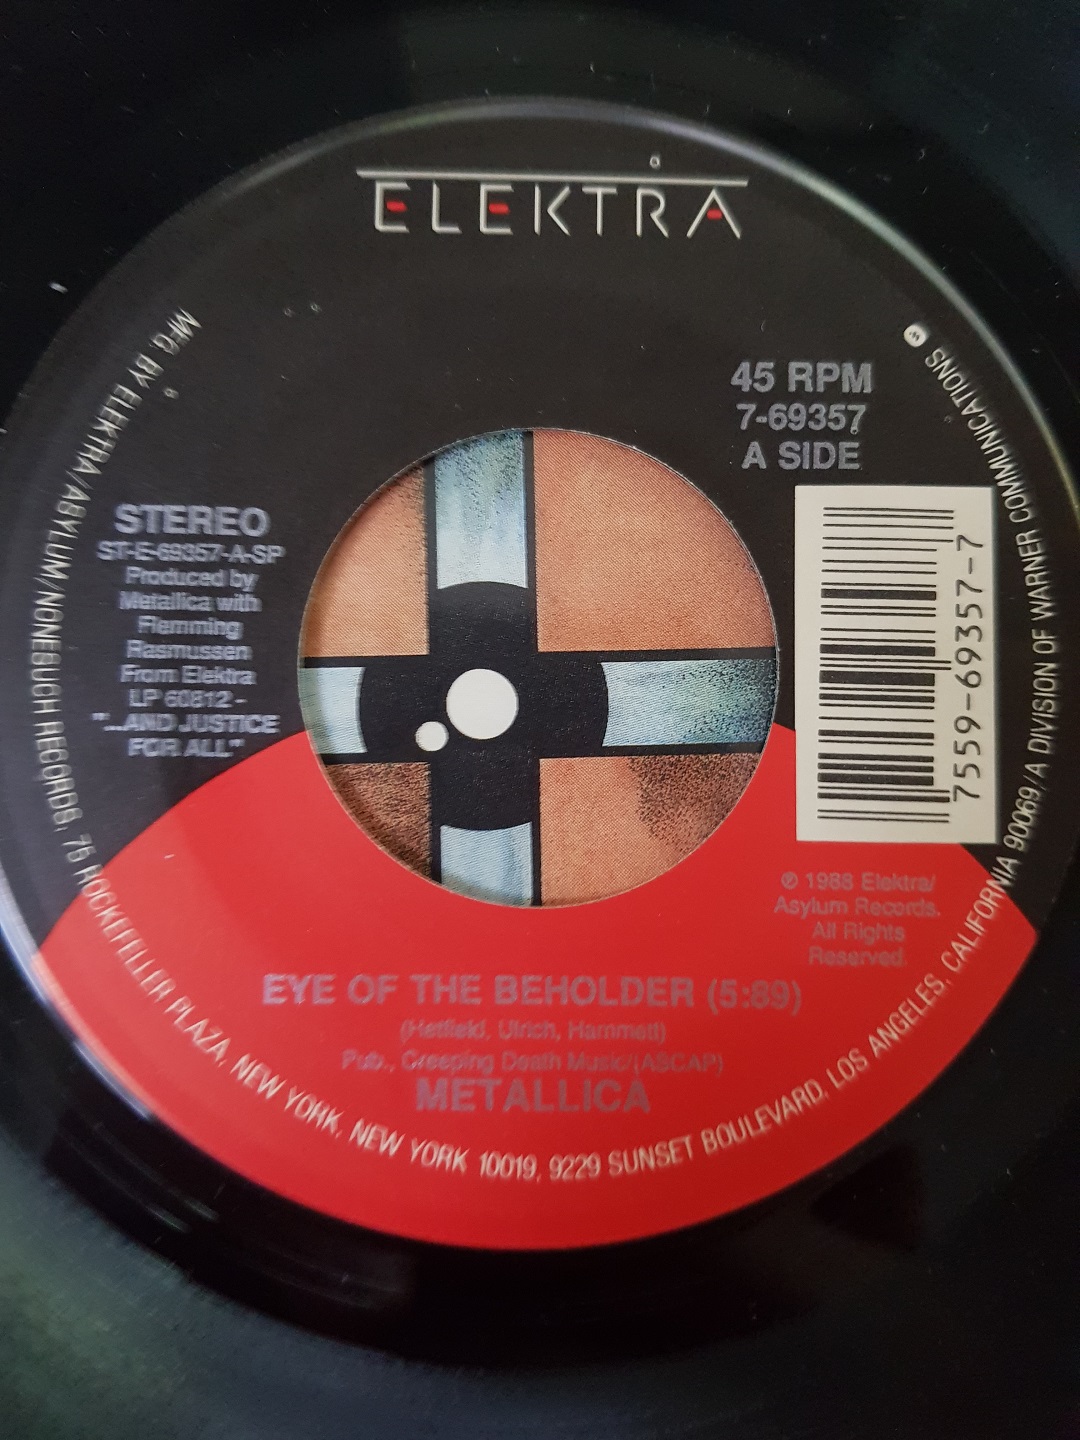 ELEKTRA
45 RPM
7-69357
A SIDE
STEREO
ST-E-69357-A-SP
Produced by
Metallica with
Flemming
Rasmussen
From Elektra
LP 60812 -
"...AND JUSTICE
FOR ALL"
7559-69357-7
℗ 1988 Elektra/
Asylum Records.
All Rights
Reserved.
EYE OF THE BEHOLDER (5:89)
(Hetfield, Ulrich, Hammett)
Pub., Creeping Death Music/(ASCAP)
METALLICA
MFG. BY ELEKTRA/ASYLUM/NONESUCH RECORDS, 75 ROCKEFELLER PLAZA, NEW YORK, NEW YORK 10019, 9229 SUNSET BOULEVARD, LOS ANGELES, CALIFORNIA 90069/A DIVISION OF WARNER COMMUNICATIONS